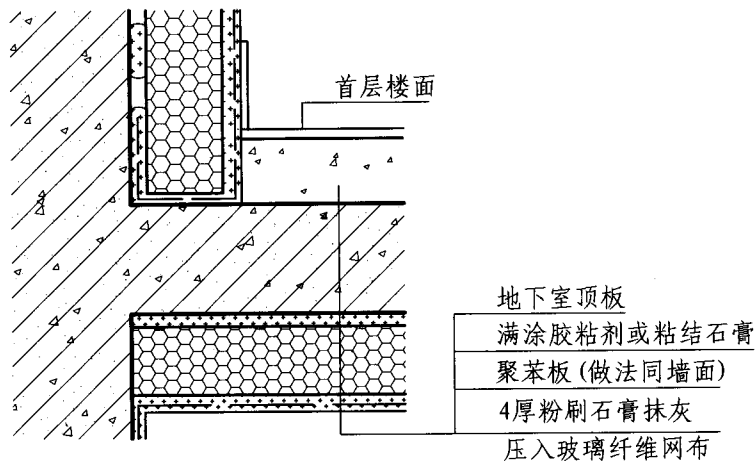 首层楼面
地下室顶板
满涂胶粘剂或粘结石膏
聚苯板(做法同墙面)
4厚粉刷石膏抹灰
压入玻璃纤维网布